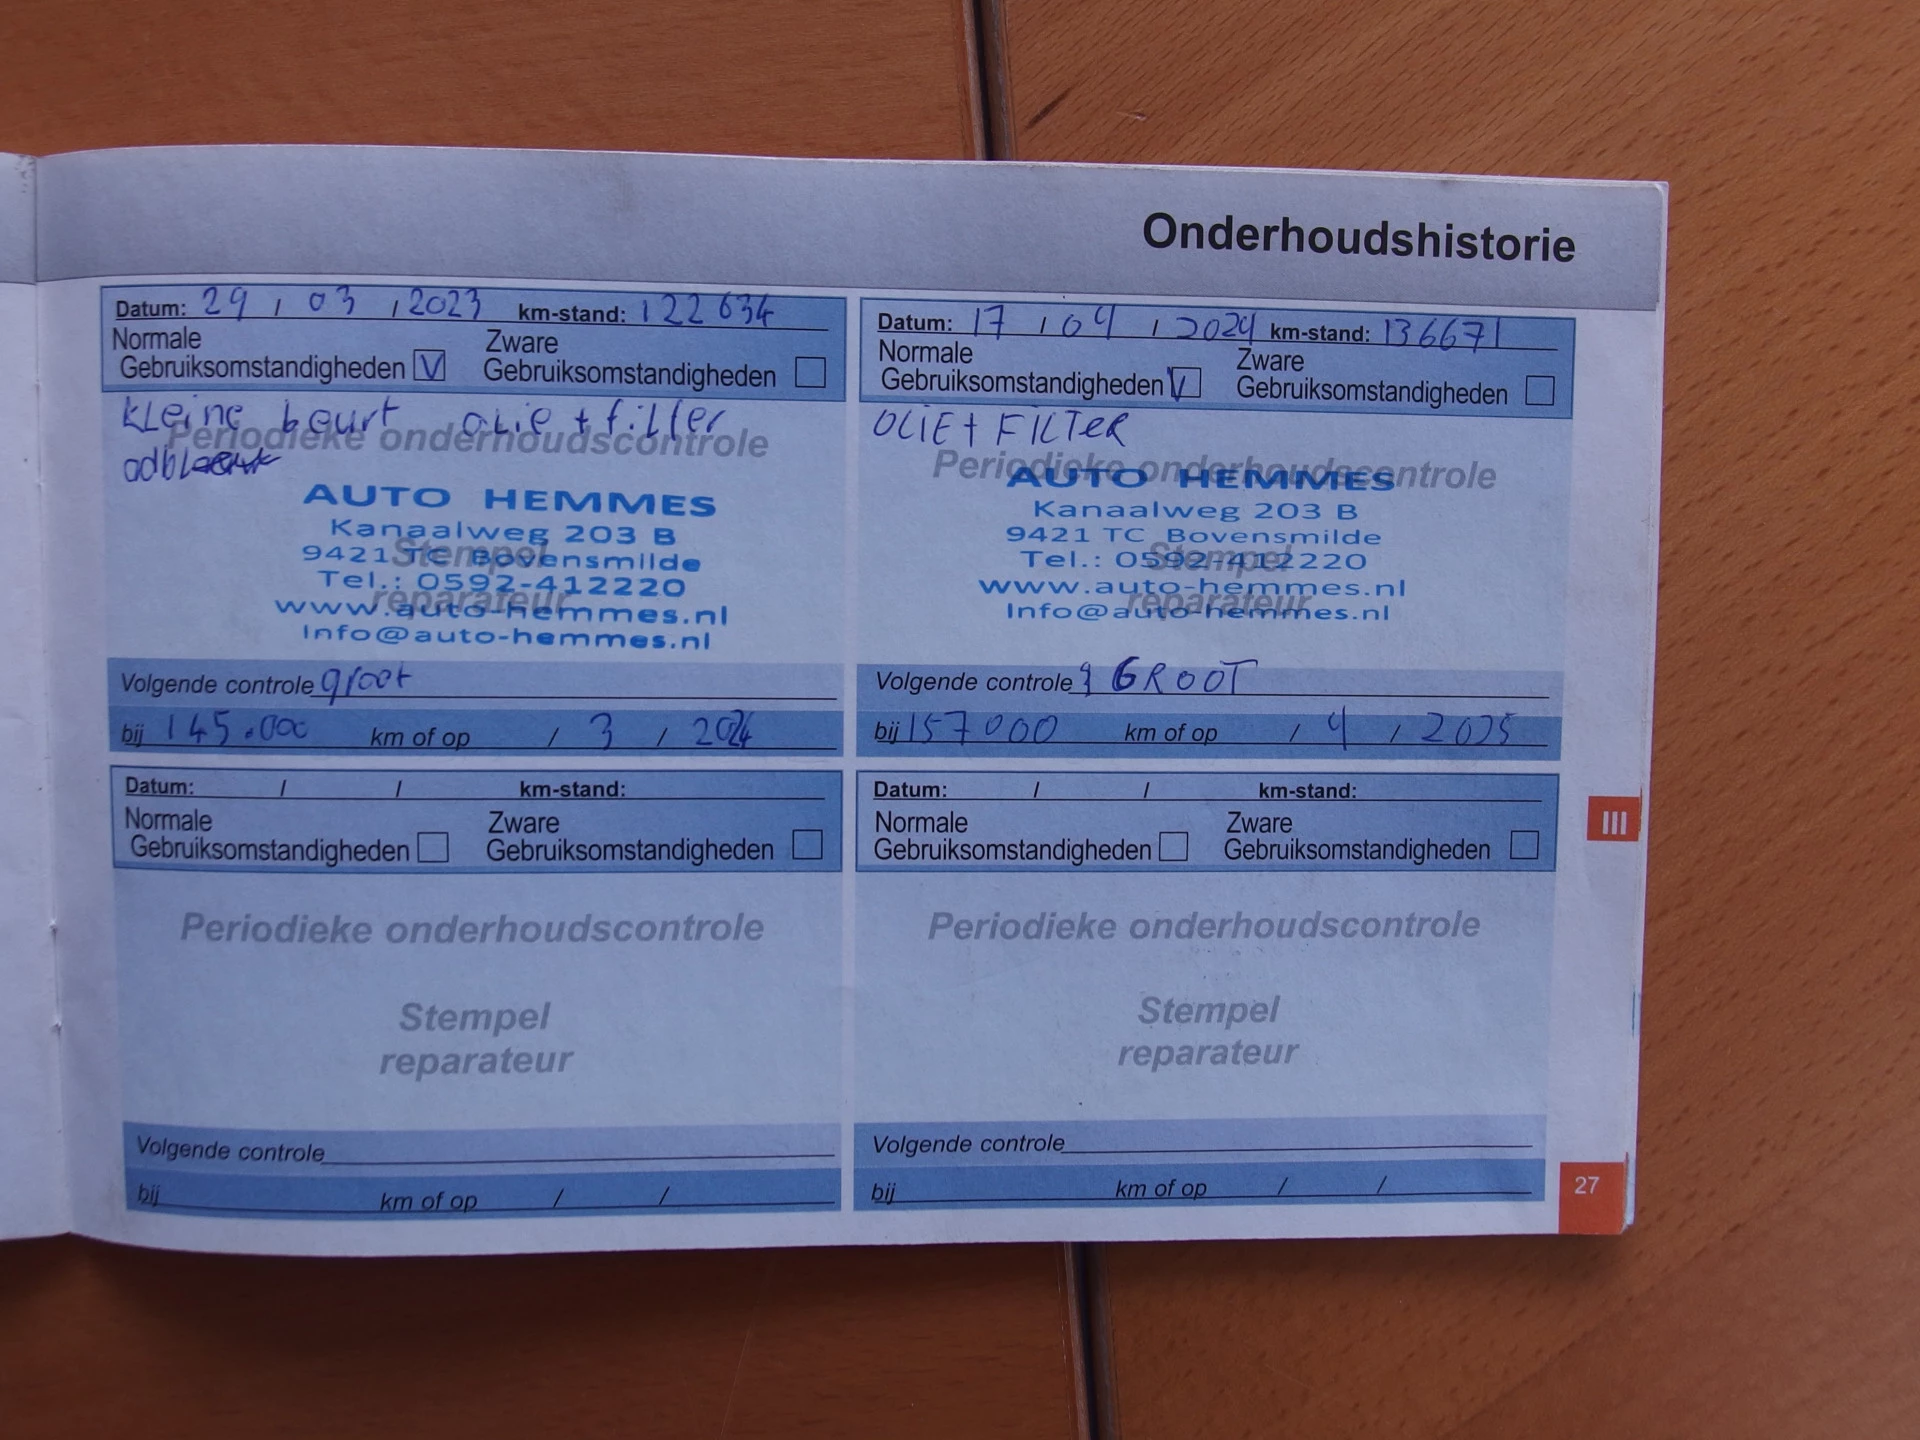 Onderhoudshistorie
Datum: 29 / 03 / 2023 km-stand: 122634
Normale Zware
Gebruiksomstandigheden V Gebruiksomstandigheden
kleine beurt olie + filter
Periodieke onderhoudscontrole
AUTO HEMMES
Kanaalweg 203 B
Stempel
9421 TC Bovensmilde
Tel.: 0592-412220
reparateur
www.auto-hemmes.nl
Info@auto-hemmes.nl
Volgende controle groot
bij 145.000 km of op / 3 / 2024
Datum: 17 / 04 / 2024 km-stand: 136671
Normale Zware
Gebruiksomstandigheden V Gebruiksomstandigheden
OLIE + FILTER
Periodieke onderhoudscontrole
AUTO HEMMES
Kanaalweg 203 B
9421 TC Bovensmilde
Stempel
Tel.: 0592-412220
www.auto-hemmes.nl
reparateur
Info@auto-hemmes.nl
Volgende controle GROOT
bij 157000 km of op / 4 / 2025
Datum: / / km-stand:
Normale Zware
Gebruiksomstandigheden Gebruiksomstandigheden
Periodieke onderhoudscontrole
Stempel
reparateur
Volgende controle
bij km of op / /
Datum: / / km-stand:
Normale Zware
Gebruiksomstandigheden Gebruiksomstandigheden
Periodieke onderhoudscontrole
Stempel
reparateur
Volgende controle
bij km of op / /
III
27